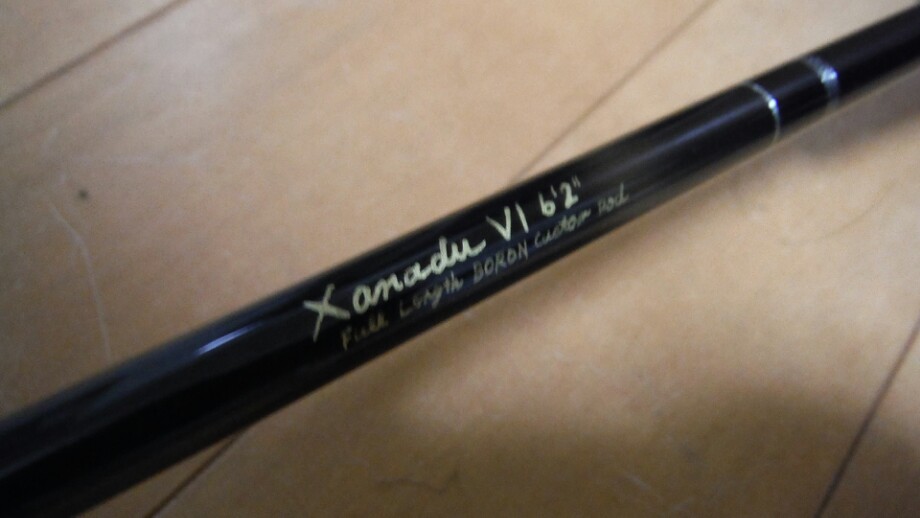 Xanadu VI 6'2"
Full Length BORON Custom Rod